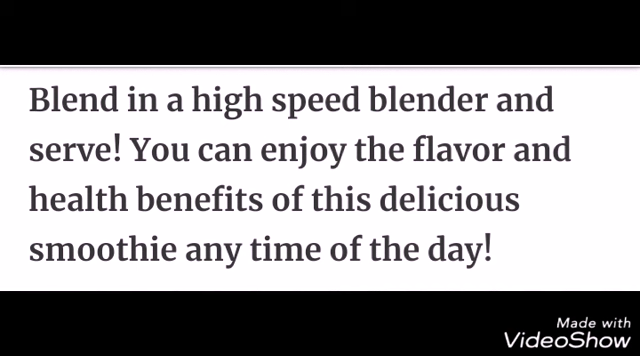 Blend in a high speed blender and
serve! You can enjoy the flavor and
health benefits of this delicious
smoothie any time of the day!
Made with
VideoShow